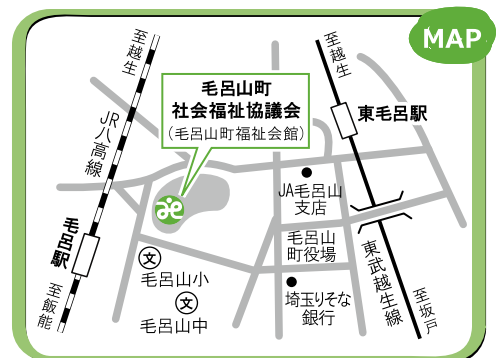 MAP
至越生
至越生
毛呂山町
社会福祉協議会
（毛呂山町福祉会館）
東毛呂駅
JR八高線
JA毛呂山
支店
毛呂駅
毛呂山
町役場
東武越生線
文
毛呂山小
文
毛呂山中
埼玉りそな
銀行
至飯能
至坂戸